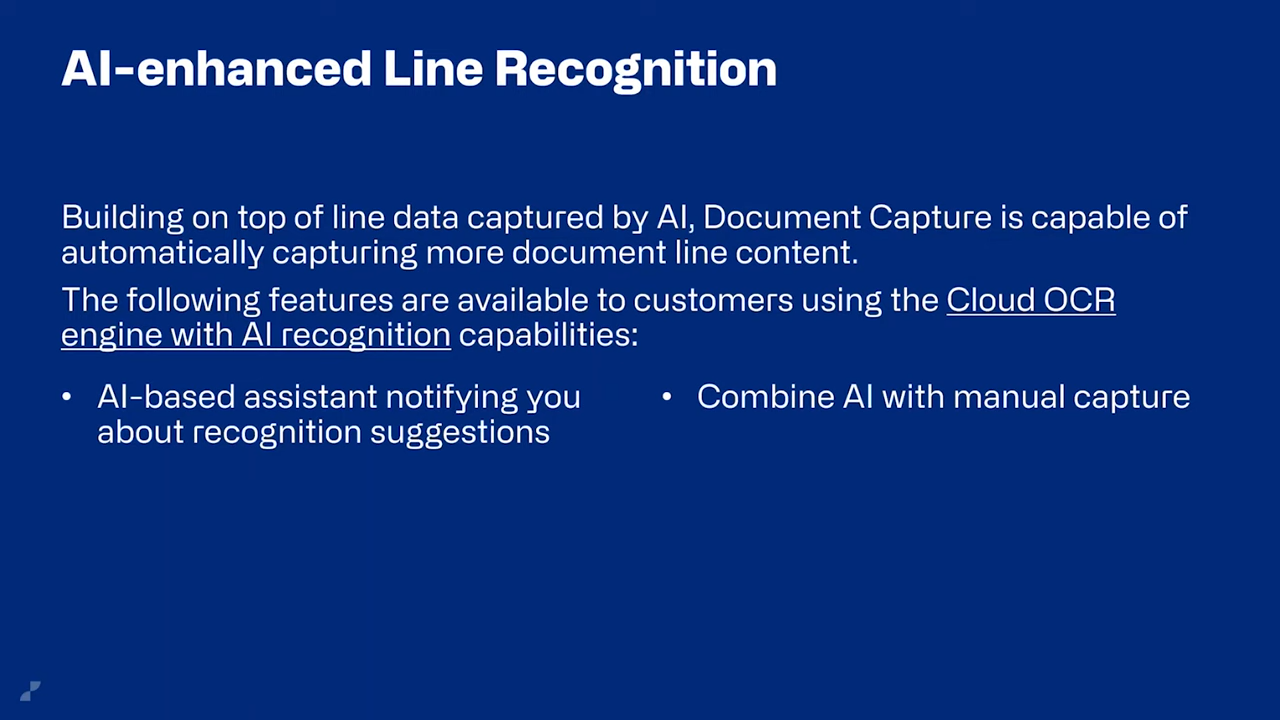 AI-enhanced Line Recognition
Building on top of line data captured by AI, Document Capture is capable of
automatically capturing more document line content.
The following features are available to customers using the Cloud OCR
engine with AI recognition capabilities:
• AI-based assistant notifying you
about recognition suggestions
• Combine AI with manual capture